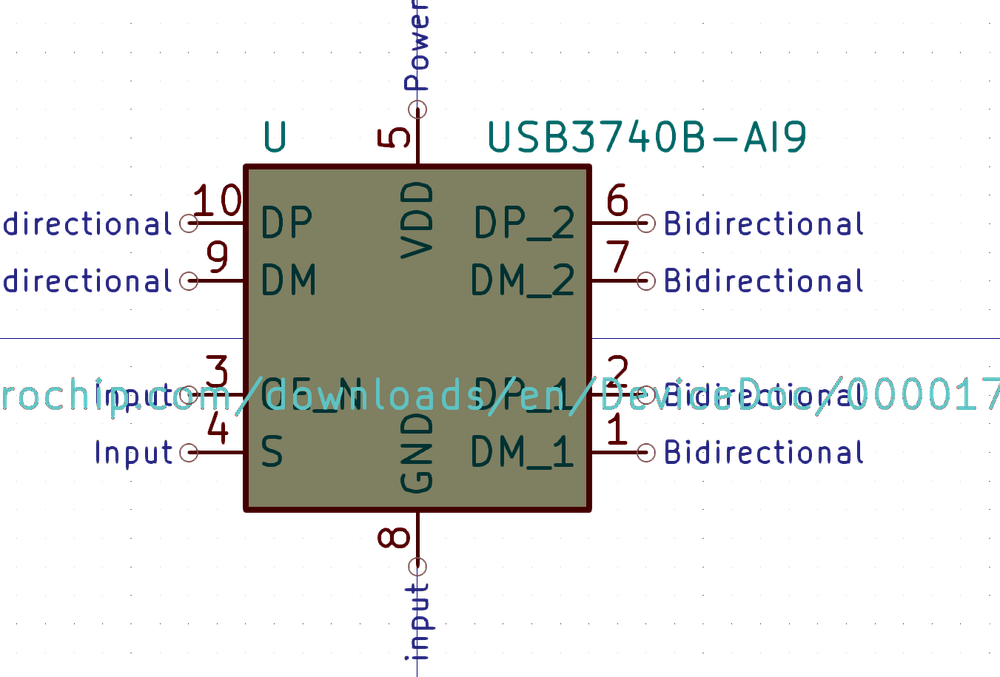 Power
U
5
USB3740B-AI9
VDD
directional 10 DP
DP_2 6 Bidirectional
directional 9 DM
DM_2 7 Bidirectional
Input 3 OE_N
DP_1 2 Bidirectional
rochip.com/downloads/en/DeviceDoc/000017
Input 4 S
DM_1 1 Bidirectional
GND
8
input